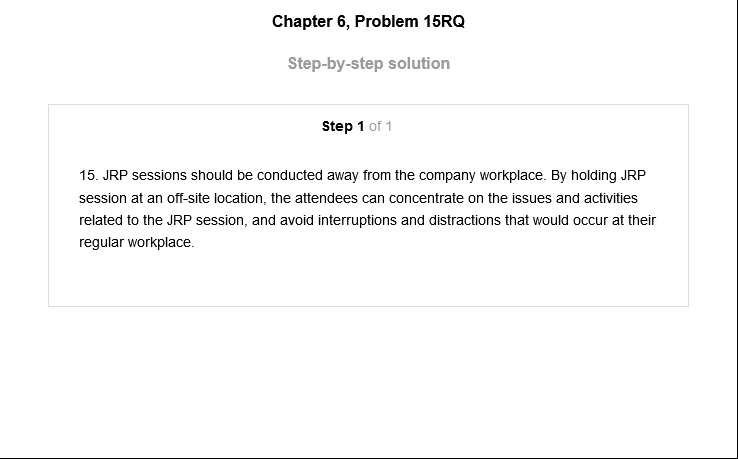 Chapter 6, Problem 15RQ
Step-by-step solution
Step 1 of 1
15. JRP sessions should be conducted away from the company workplace. By holding JRP
session at an off-site location, the attendees can concentrate on the issues and activities
related to the JRP session, and avoid interruptions and distractions that would occur at their
regular workplace.